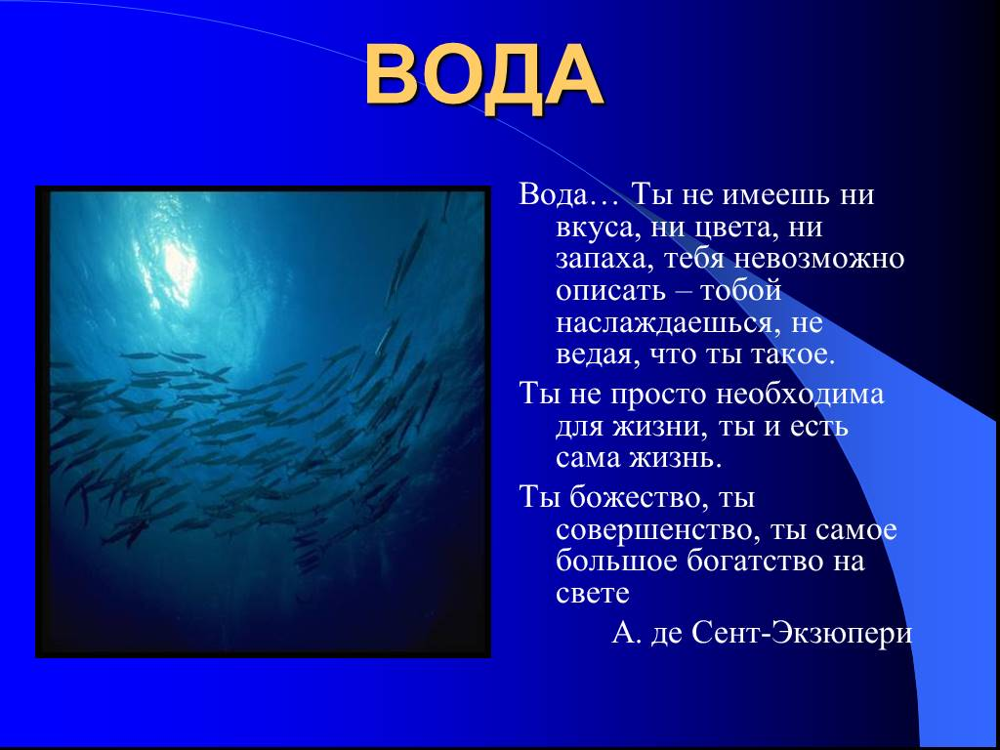 ВОДА
Вода… Ты не имеешь ни
вкуса, ни цвета, ни
запаха, тебя невозможно
описать – тобой
наслаждаешься, не
ведая, что ты такое.
Ты не просто необходима
для жизни, ты и есть
сама жизнь.
Ты божество, ты
совершенство, ты самое
большое богатство на
свете
А. де Сент-Экзюпери